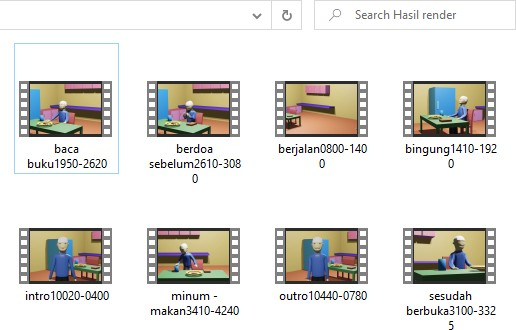 Search Hasil render
baca
buku1950-2620
berdoa
sebelum2610-308
0
berjalan0800-140
0
bingung1410-192
0
intro10020-0400
minum -
makan3410-4240
outro10440-0780
sesudah
berbuka3100-332
5